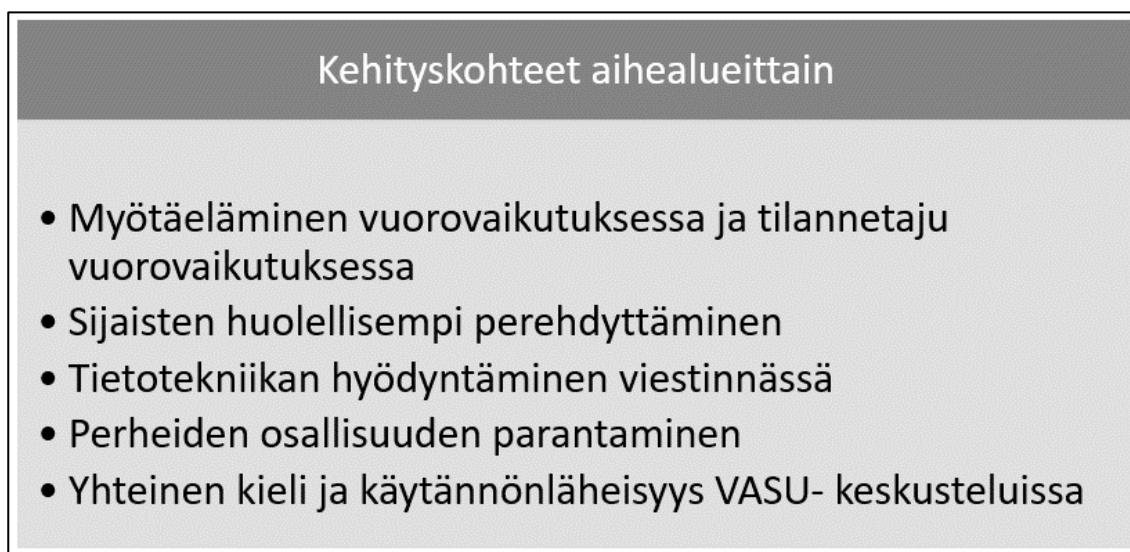 Kehityskohteet aihealueittain
• Myötäeläminen vuorovaikutuksessa ja tilannetaju
vuorovaikutuksessa
• Sijaisten huolellisempi perehdyttäminen
• Tietotekniikan hyödyntäminen viestinnässä
• Perheiden osallisuuden parantaminen
• Yhteinen kieli ja käytännönläheisyys VASU- keskusteluissa